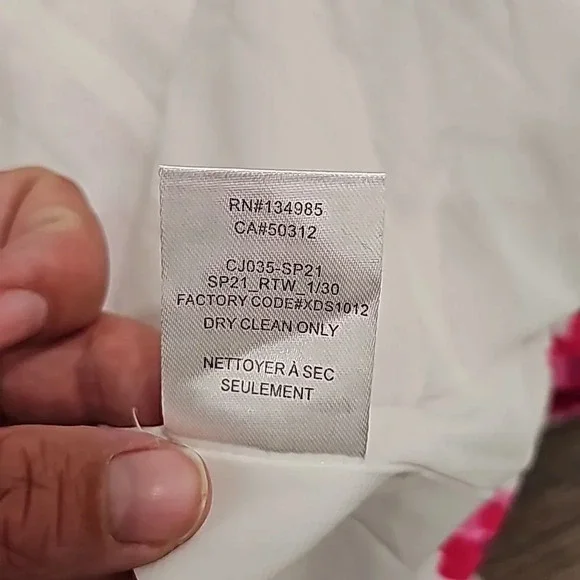 RN#134985
CA#50312
CJ035-SP21
SP21_RTW_1/30
FACTORY CODE#XDS1012
DRY CLEAN ONLY
NETTOYER À SEC
SEULEMENT